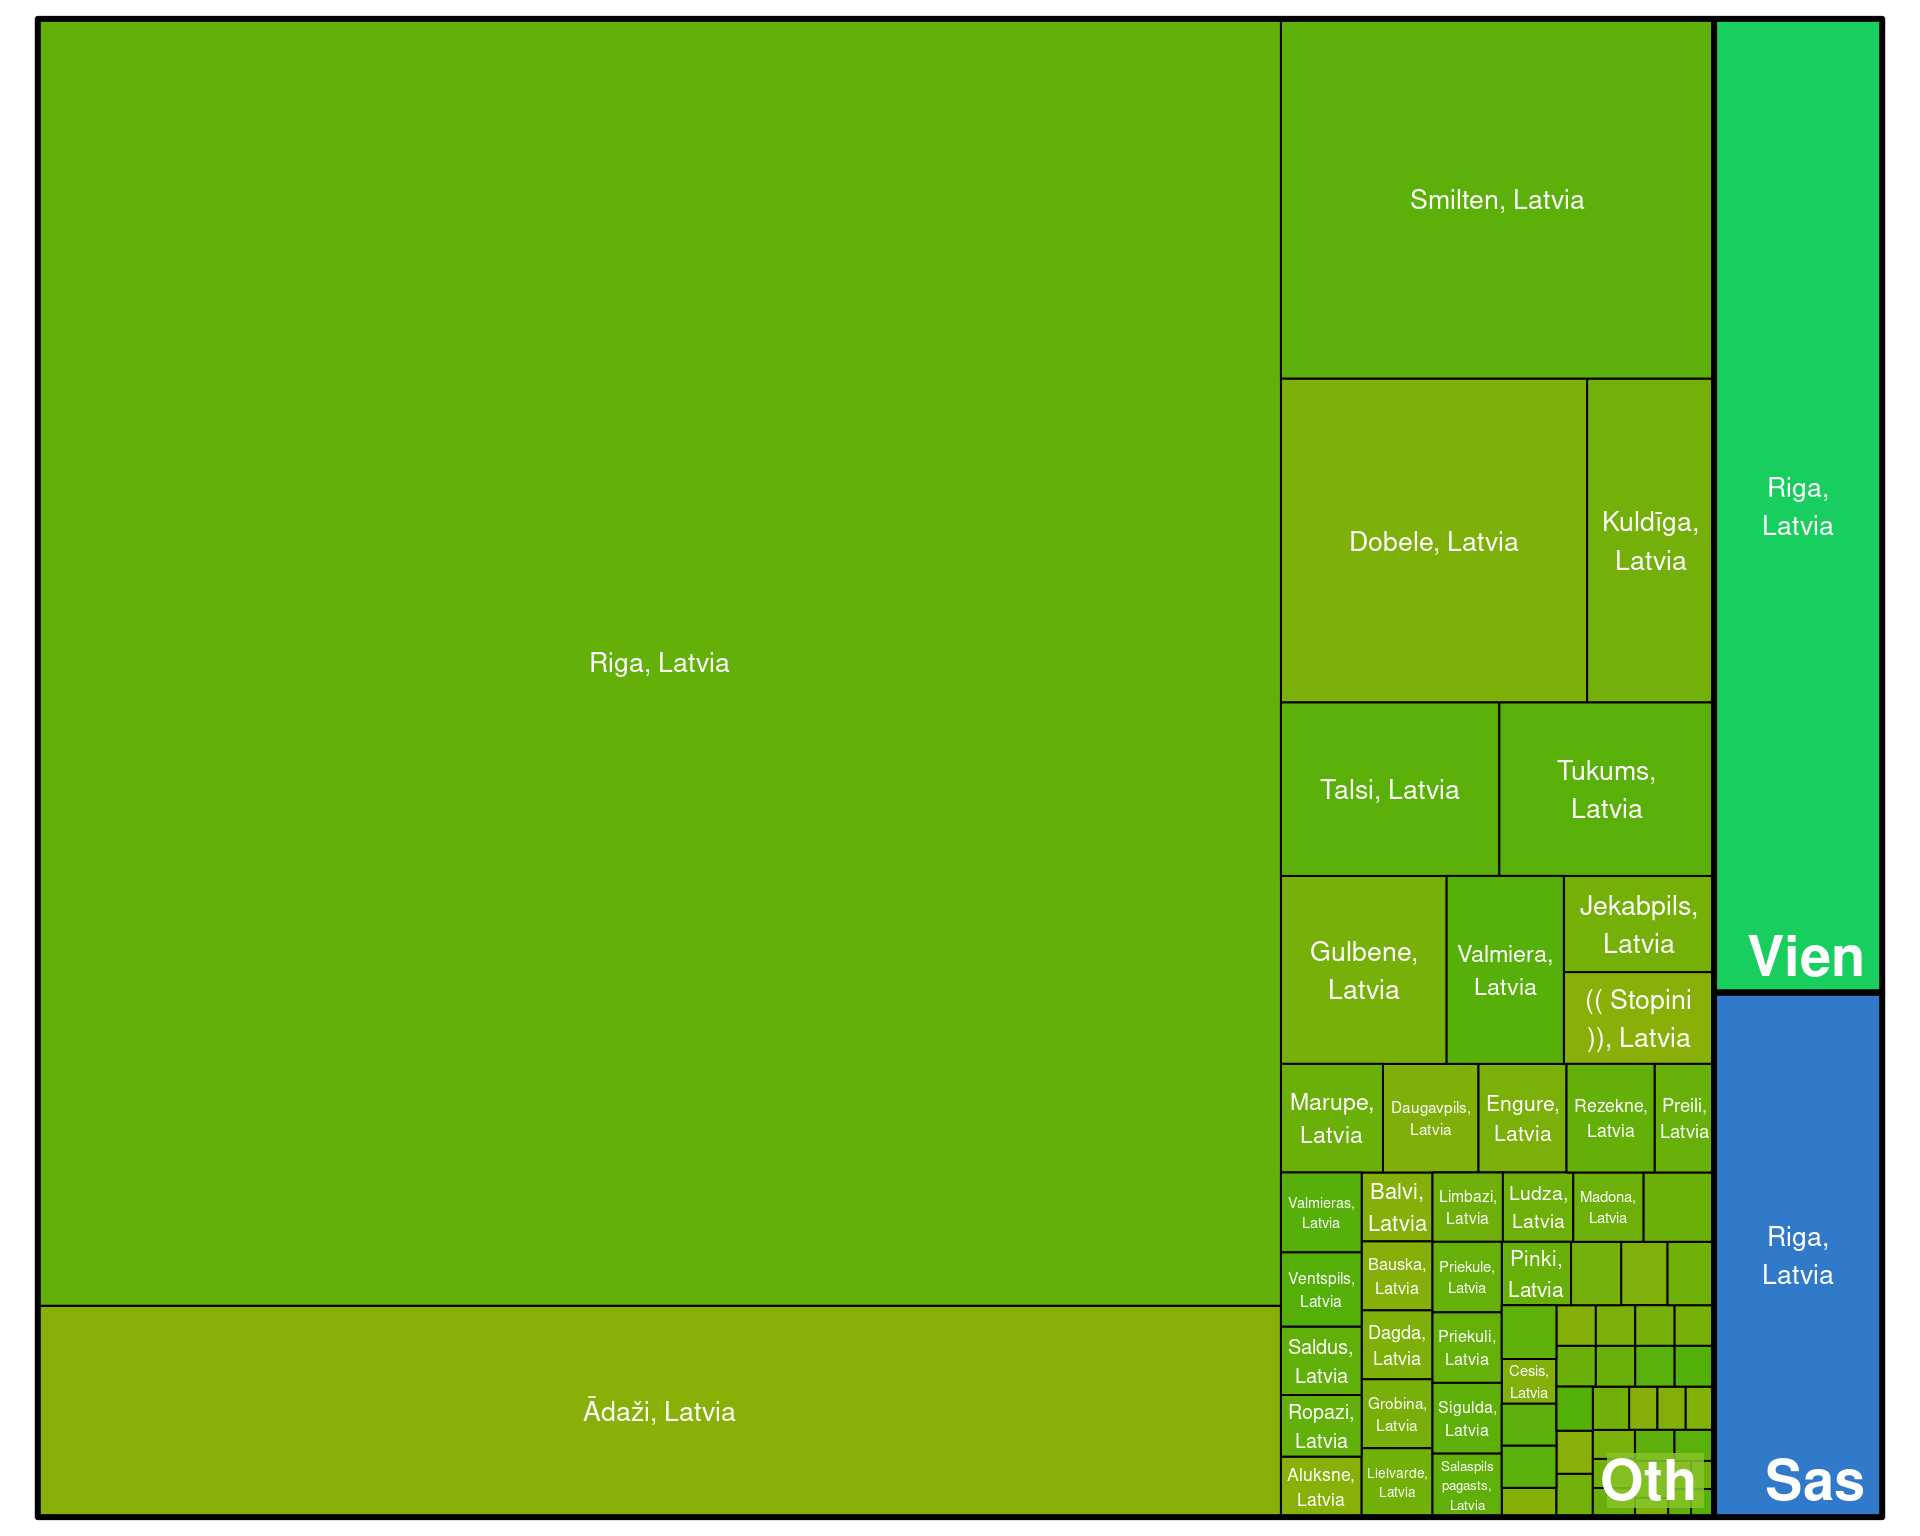 Riga, Latvia
Ādaži, Latvia
Smilten, Latvia
Dobele, Latvia
Kuldīga,
Latvia
Talsi, Latvia
Tukums,
Latvia
Gulbene,
Latvia
Valmiera,
Latvia
Jekabpils,
Latvia
(( Stopini
)), Latvia
Marupe,
Latvia
Daugavpils,
Latvia
Engure,
Latvia
Rezekne,
Latvia
Preili,
Latvia
Valmieras,
Latvia
Ventspils,
Latvia
Saldus,
Latvia
Ropazi,
Latvia
Aluksne,
Latvia
Balvi,
Latvia
Bauska,
Latvia
Dagda,
Latvia
Grobina,
Latvia
Llelvarde,
Latvia
Limbazi,
Latvia
Priekule,
Latvia
Priekuli,
Latvia
Sigulda,
Latvia
Salaspils
pagasts,
Latvia
Ludza,
Latvia
Madona,
Latvia
Pinki,
Latvia
Cesis,
Latvia
Oth
Riga,
Latvia
Vien
Riga,
Latvia
Sas